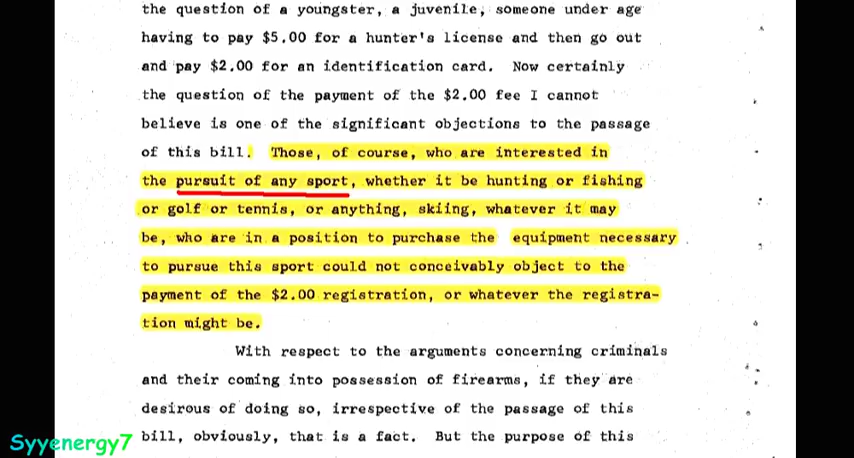 the question of a youngster, a juvenile, someone under age
having to pay $5.00 for a hunter's license and then go out
and pay $2.00 for an identification card. Now certainly
the question of the payment of the $2.00 fee I cannot
believe is one of the significant objections to the passage
of this bill. Those, of course, who are interested in
the pursuit of any sport, whether it be hunting or fishing
or golf or tennis, or anything, skiing, whatever it may
be, who are in a position to purchase the equipment necessary
to pursue this sport could not conceivably object to the
payment of the $2.00 registration, or whatever the registra-
tion might be.
With respect to the arguments concerning criminals
and their coming into possession of firearms, if they are
desirous of doing so, irrespective of the passage of this
bill, obviously, that is a fact. But the purpose of this
Syyenergy7